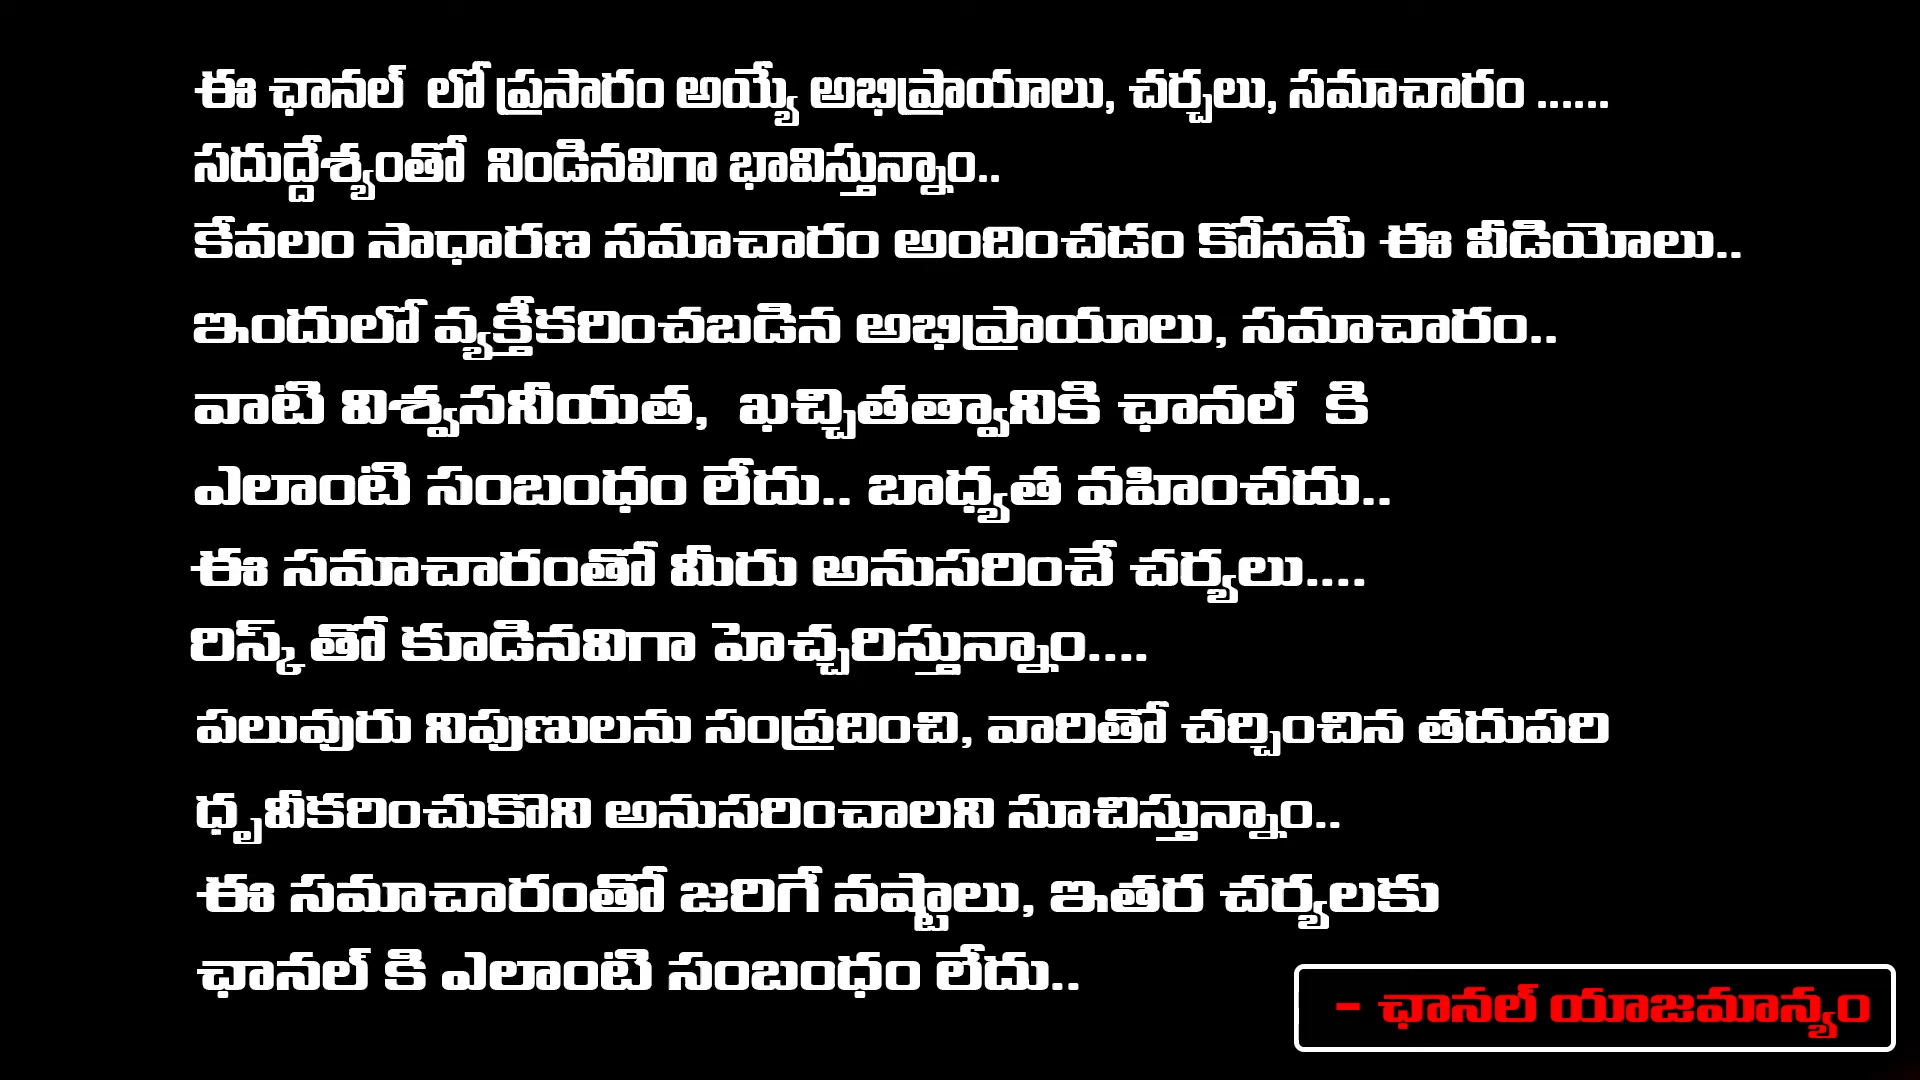 ఈ ఛానల్ లో ప్రసారం అయ్యే అభిప్రాయాలు, చర్చలు, సమాచారం ......
సదుద్దేశ్యంతో నిండినవిగా భావిస్తున్నాం..
కేవలం సాధారణ సమాచారం అందించడం కోసమే ఈ వీడియోలు..
ఇందులో వ్యక్తీకరించబడిన అభిప్రాయాలు, సమాచారం..
వాటి విశ్వసనీయత, ఖచ్చితత్వానికి ఛానల్ కి
ఎలాంటి సంబంధం లేదు.. బాధ్యత వహించదు..
ఈ సమాచారంతో మీరు అనుసరించే చర్యలు....
రిస్క్ తో కూడినవిగా హెచ్చరిస్తున్నాం....
పలువురు నిపుణులను సంప్రదించి, వారితో చర్చించిన తదుపరి
ధృవీకరించుకొని అనుసరించాలని సూచిస్తున్నాం..
ఈ సమాచారంతో జరిగే నష్టాలు, ఇతర చర్యలకు
ఛానల్ కి ఎలాంటి సంబంధం లేదు..
- ఛానల్ యాజమాన్యం